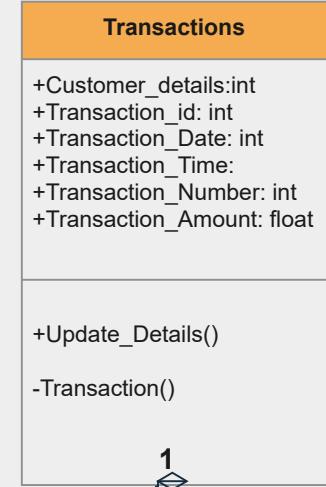 Transactions
+Customer_details:int
+Transaction_id: int
+Transaction_Date: int
+Transaction_Time:
+Transaction_Number: int
+Transaction_Amount: float
+Update_Details()
-Transaction()
1